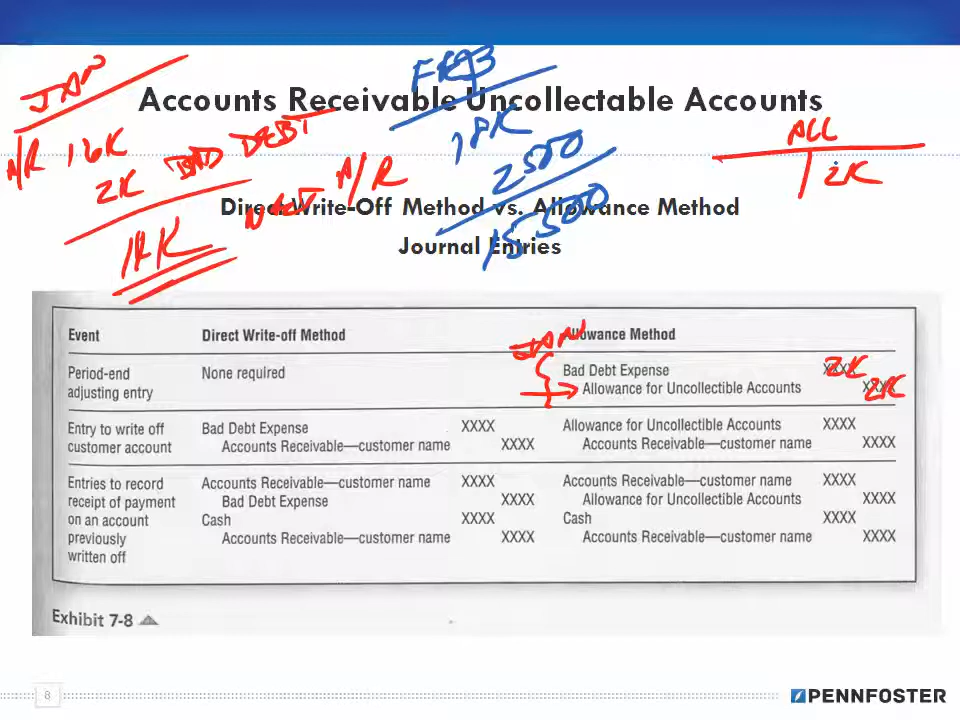 JAN
FEB
Accounts Receivable Uncollectable Accounts
A/R 16K
2K BAD DEBT
14K NET A/R
18K
2500
15500
ALL
2K
Direct Write-Off Method vs. Allowance Method
Journal Entries
Event Direct Write-off Method Allowance Method
JAN
Period-end None required Bad Debt Expense XXXX 2K
adjusting entry Allowance for Uncollectible Accounts XXXX 2K
Entry to write off Bad Debt Expense XXXX Allowance for Uncollectible Accounts XXXX
customer account Accounts Receivable—customer name XXXX Accounts Receivable—customer name XXXX
Entries to record Accounts Receivable—customer name XXXX Accounts Receivable—customer name XXXX
receipt of payment Bad Debt Expense XXXX Allowance for Uncollectible Accounts XXXX
on an account Cash XXXX Cash XXXX
previously Accounts Receivable—customer name XXXX Accounts Receivable—customer name XXXX
written off
Exhibit 7-8
8
PENNFOSTER